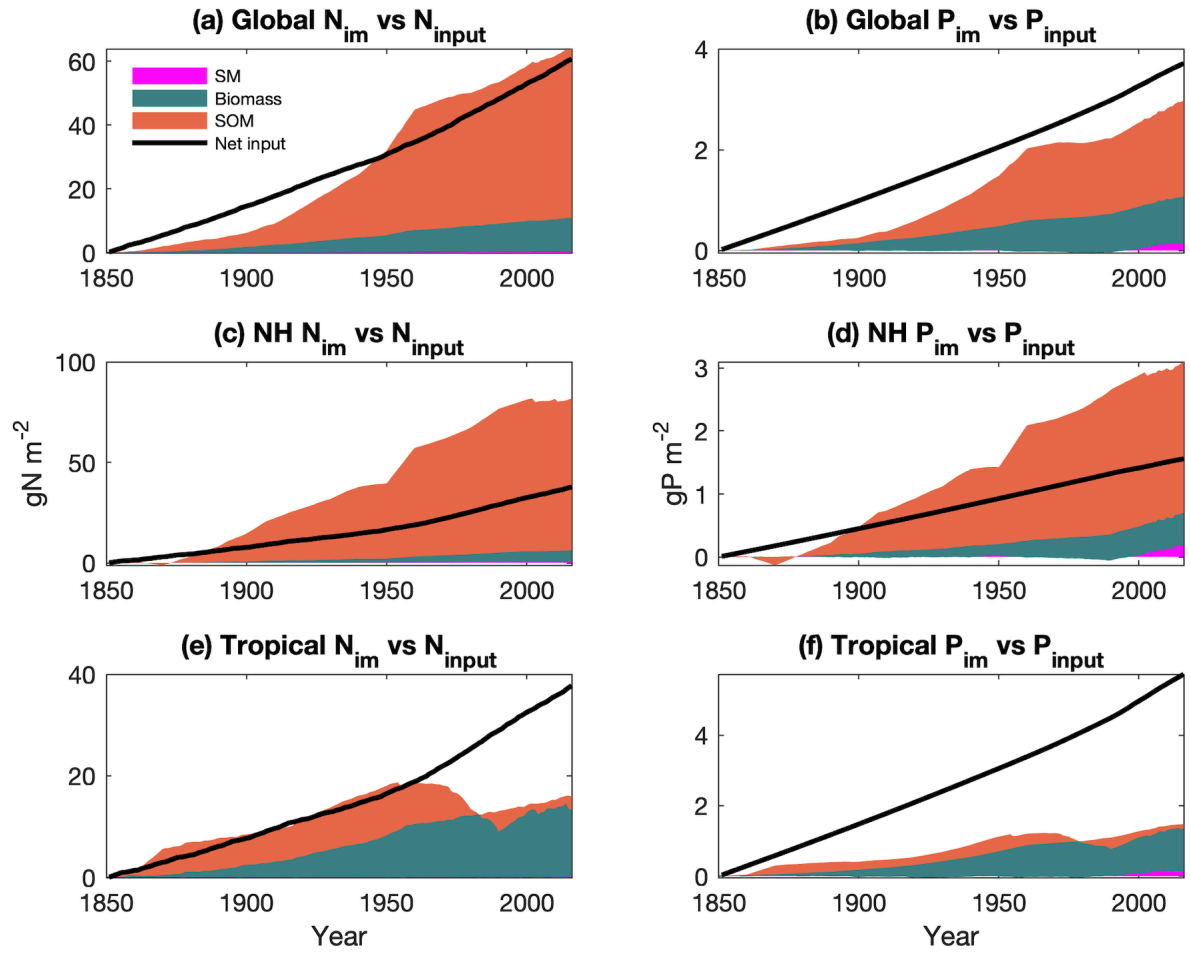 (a) Global N_im vs N_input
60
40
20
0
SM
Biomass
SOM
Net input
1850 1900 1950 2000
(b) Global P_im vs P_input
4
2
0
1850 1900 1950 2000
(c) NH N_im vs N_input
100
50
0
gN m^-2
1850 1900 1950 2000
(d) NH P_im vs P_input
3
2
1
0
gP m^-2
1850 1900 1950 2000
(e) Tropical N_im vs N_input
40
20
0
1850 1900 1950 2000
Year
(f) Tropical P_im vs P_input
4
2
0
1850 1900 1950 2000
Year